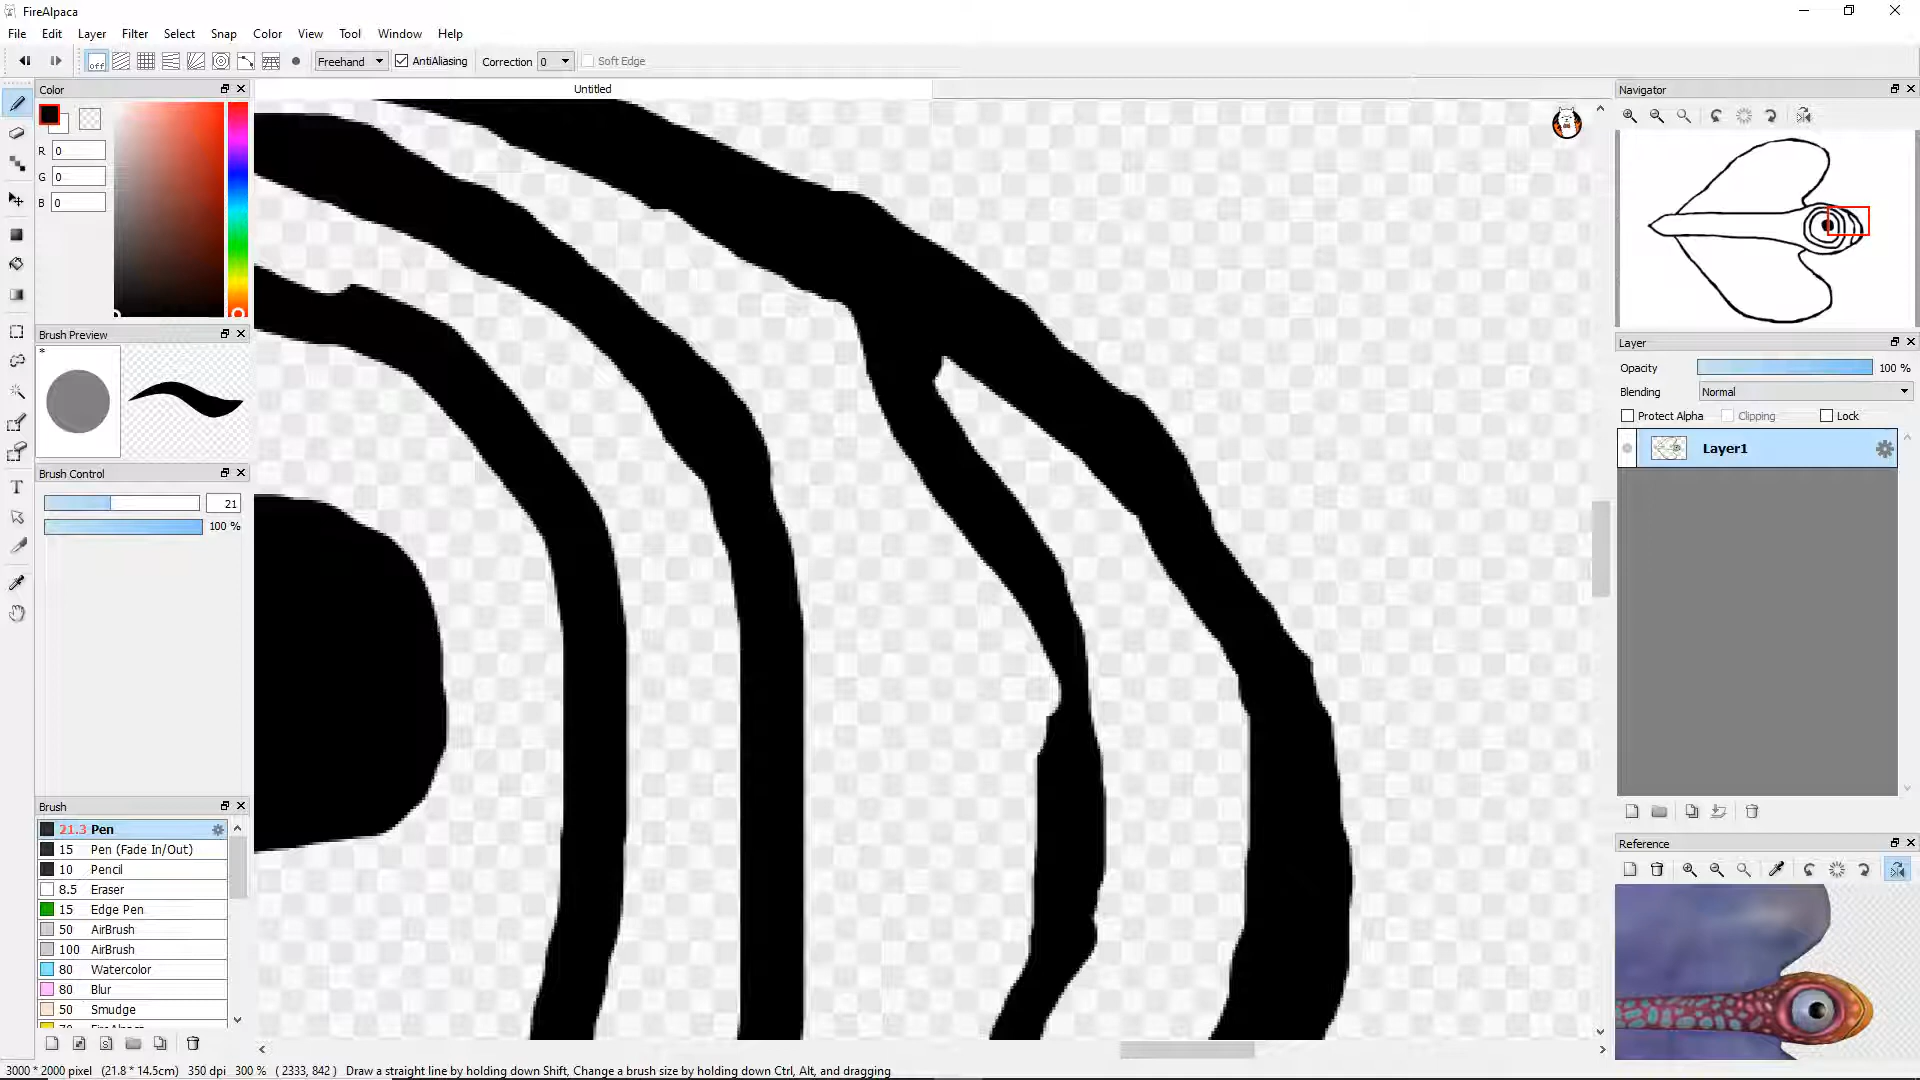 FireAlpaca
File Edit Layer Filter Select Snap Color View Tool Window Help
off Freehand AntiAliasing Correction 0 Soft Edge
Color
Untitled
Navigator
R 0
G 0
B 0
Brush Preview
*
Layer
Opacity 100 %
Blending Normal
Protect Alpha Clipping Lock
Layer1
Brush Control
21
100 %
T
Brush
21.3 Pen
15 Pen (Fade In/Out)
10 Pencil
8.5 Eraser
15 Edge Pen
50 AirBrush
100 AirBrush
80 Watercolor
80 Blur
50 Smudge
Reference
3000 * 2000 pixel (21.8 * 14.5cm) 350 dpi 300 % ( 2333, 842 ) Draw a straight line by holding down Shift, Change a brush size by holding down Ctrl, Alt, and dragging